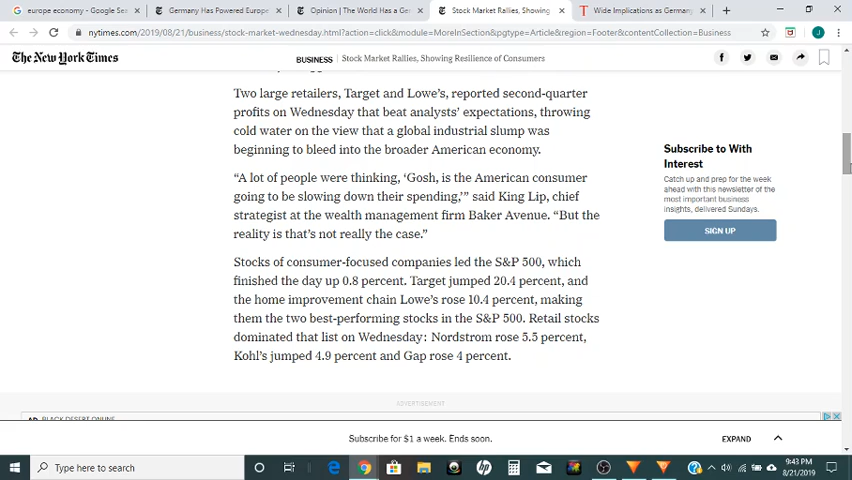 europe economy - Google Sea
Germany Has Powered Europe
Opinion | The World Has a Ger
Stock Market Rallies, Showing
Wide Implications as Germany
nytimes.com/2019/08/21/business/stock-market-wednesday.html?action=click&module=MoreInSection&pgtype=Article&region=Footer&contentCollection=Business
The New York Times
BUSINESS
Stock Market Rallies, Showing Resilience of Consumers
Two large retailers, Target and Lowe's, reported second-quarter
profits on Wednesday that beat analysts' expectations, throwing
cold water on the view that a global industrial slump was
beginning to bleed into the broader American economy.
“A lot of people were thinking, ‘Gosh, is the American consumer
going to be slowing down their spending,’” said King Lip, chief
strategist at the wealth management firm Baker Avenue. “But the
reality is that’s not really the case.”
Stocks of consumer-focused companies led the S&P 500, which
finished the day up 0.8 percent. Target jumped 20.4 percent, and
the home improvement chain Lowe’s rose 10.4 percent, making
them the two best-performing stocks in the S&P 500. Retail stocks
dominated that list on Wednesday: Nordstrom rose 5.5 percent,
Kohl’s jumped 4.9 percent and Gap rose 4 percent.
Subscribe to With
Interest
Catch up and prep for the week
ahead with this newsletter of the
most important business
insights, delivered Sundays.
SIGN UP
ADVERTISEMENT
AD BLACK DESERT ONLINE
Subscribe for $1 a week. Ends soon.
EXPAND
Type here to search
9:43 PM
8/21/2019